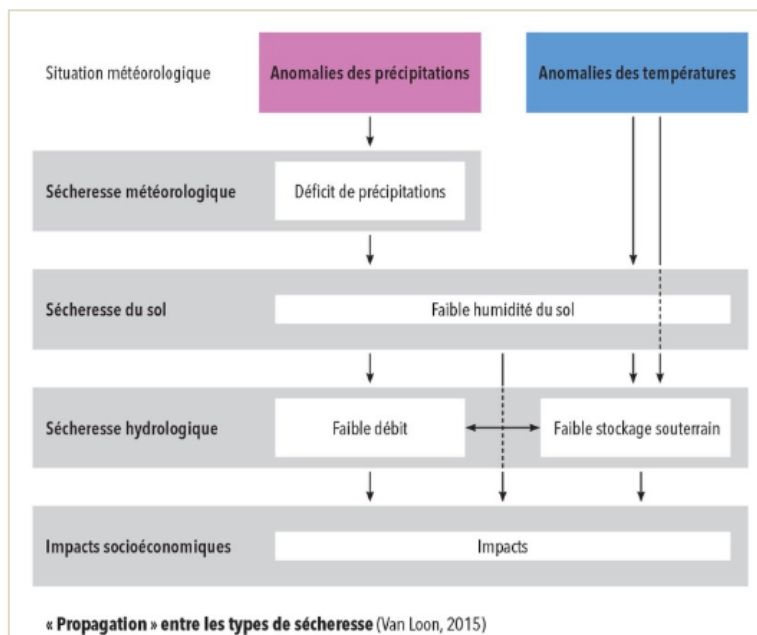 Situation météorologique
Anomalies des précipitations
Anomalies des températures
Sécheresse météorologique
Déficit de précipitations
Sécheresse du sol
Faible humidité du sol
Sécheresse hydrologique
Faible débit
Faible stockage souterrain
Impacts socioéconomiques
Impacts
« Propagation » entre les types de sécheresse (Van Loon, 2015)